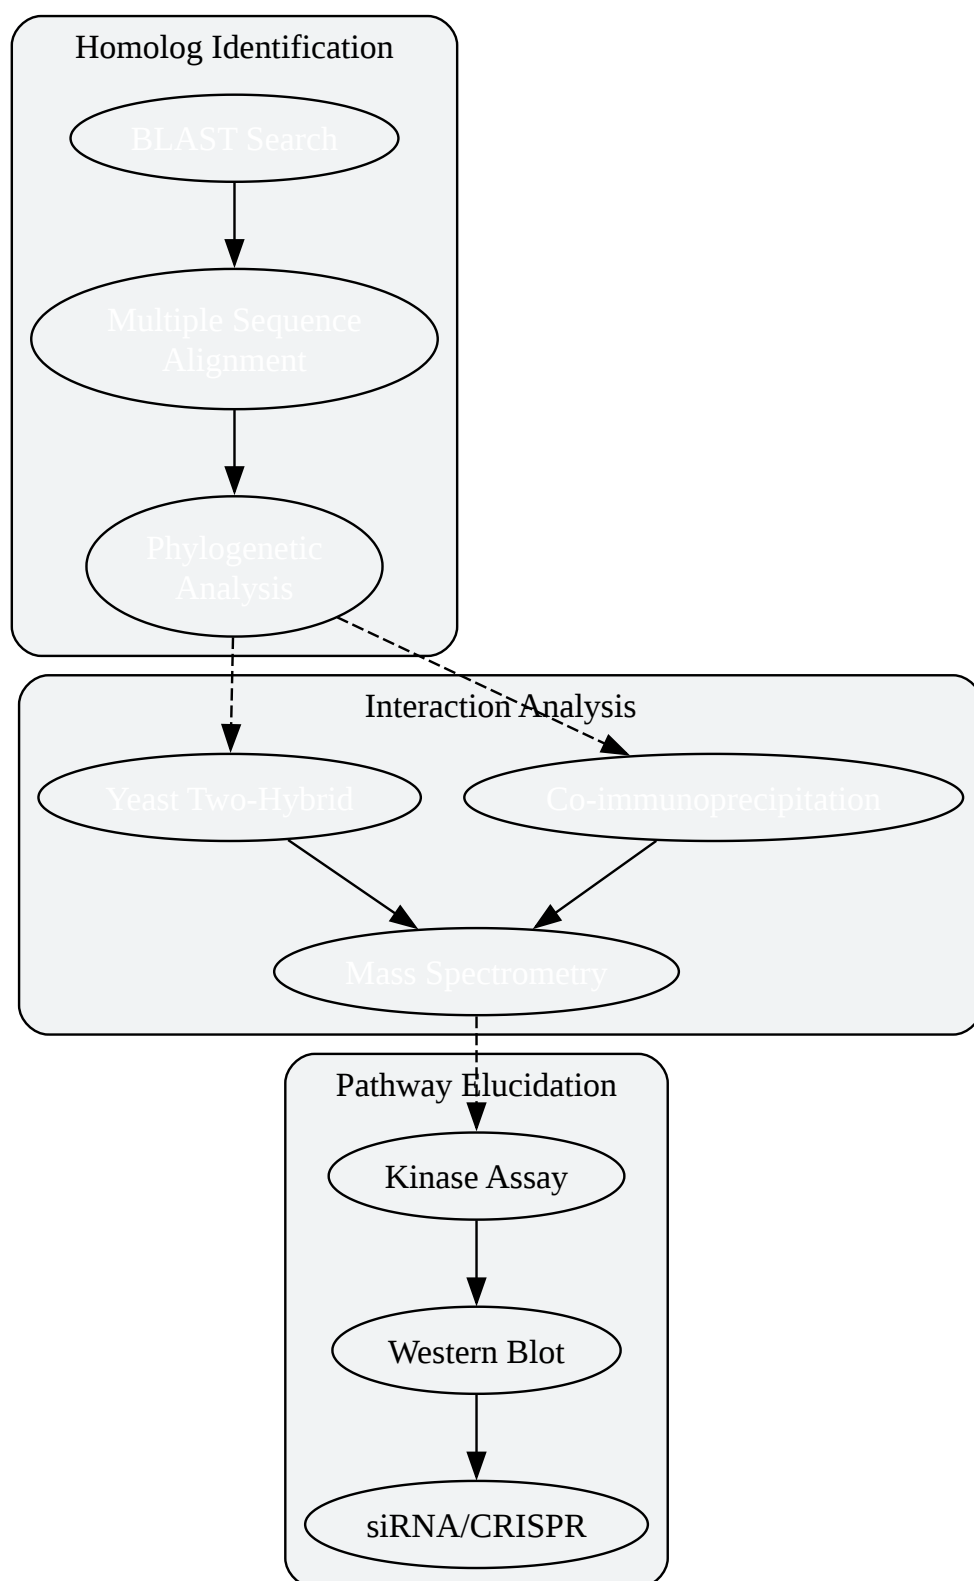 Homolog Identification
BLAST Search
Multiple Sequence
Alignment
Phylogenetic
Analysis
Interaction Analysis
Yeast Two-Hybrid
Co-immunoprecipitation
Mass Spectrometry
Pathway Elucidation
Kinase Assay
Western Blot
siRNA/CRISPR